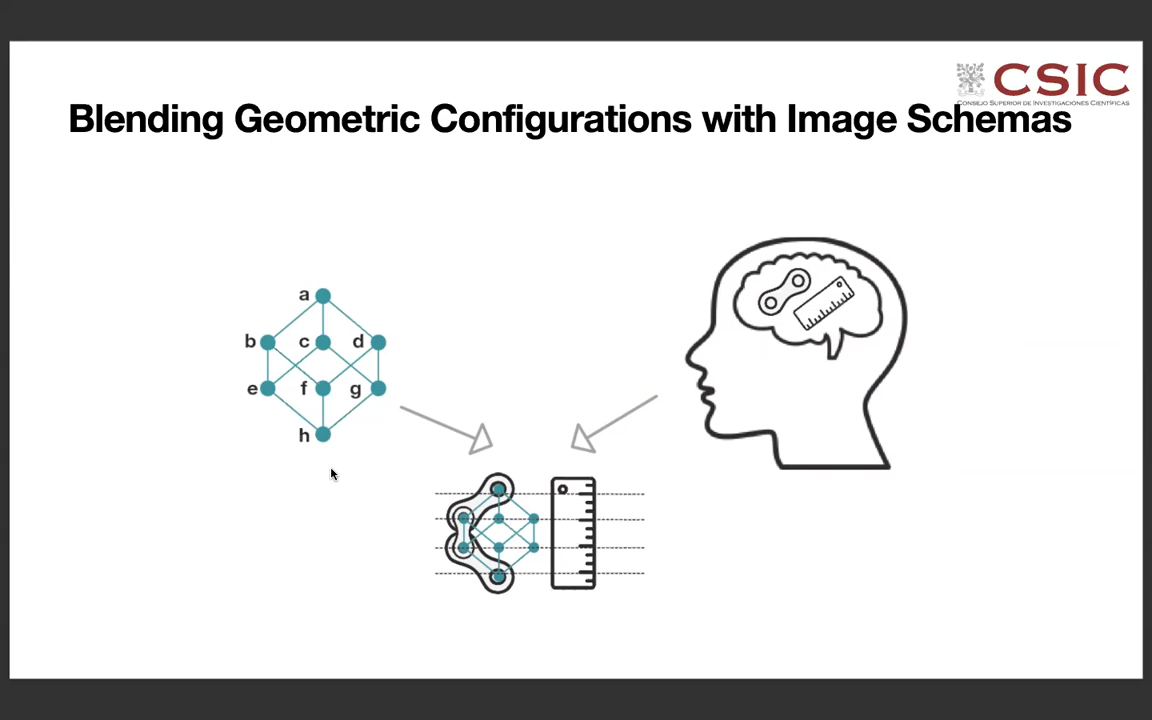 CSIC
CONSEJO SUPERIOR DE INVESTIGACIONES CIENTÍFICAS
Blending Geometric Configurations with Image Schemas
a
b c d
e f g
h